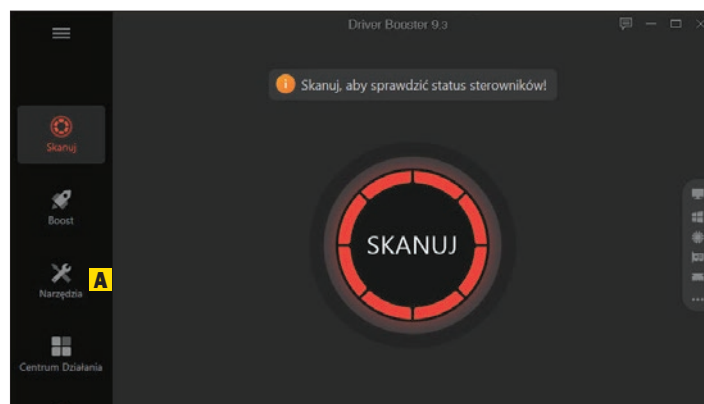 Driver Booster 9.3
Skanuj, aby sprawdzić status sterowników!
Skanuj
Boost
SKANUJ
Narzędzia
A
Centrum Działania